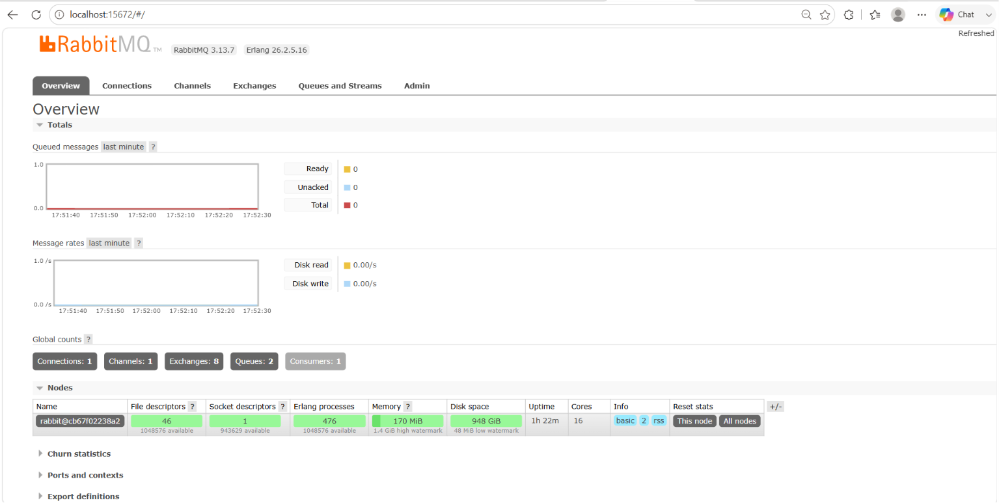 localhost:15672/#/
Chat
Refreshed
RabbitMQ TM RabbitMQ 3.13.7 Erlang 26.2.5.16
Overview Connections Channels Exchanges Queues and Streams Admin
Overview
Totals
Queued messages last minute ?
1.0
0.0
17:51:40 17:51:50 17:52:00 17:52:10 17:52:20 17:52:30
Ready 0
Unacked 0
Total 0
Message rates last minute ?
1.0 /s
0.0 /s
17:51:40 17:51:50 17:52:00 17:52:10 17:52:20 17:52:30
Disk read 0.00/s
Disk write 0.00/s
Global counts ?
Connections: 1 Channels: 1 Exchanges: 8 Queues: 2 Consumers: 1
Nodes
Name File descriptors ? Socket descriptors ? Erlang processes Memory ? Disk space Uptime Cores Info Reset stats +/-
rabbit@cb67f02238a2 46 1 476 170 MiB 948 GiB 1h 22m 16 basic 2 rss This node All nodes
1048576 available 943629 available 1048576 available 1.4 GiB high watermark 48 MiB low watermark
Churn statistics
Ports and contexts
Export definitions